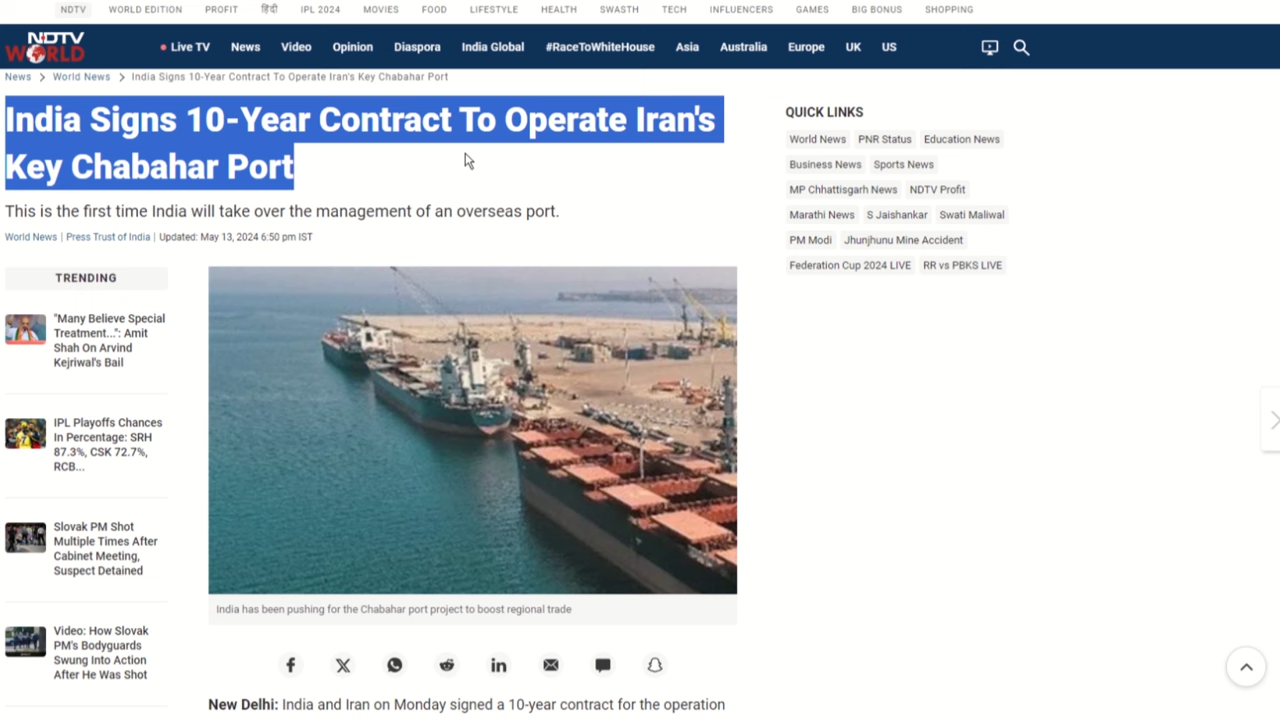 NDTV WORLD EDITION PROFIT हिंदी IPL 2024 MOVIES FOOD LIFESTYLE HEALTH SWASTH TECH INFLUENCERS GAMES BIG BONUS SHOPPING
NDTV
WORLD
Live TV News Video Opinion Diaspora India Global #RaceToWhiteHouse Asia Australia Europe UK US
News World News India Signs 10-Year Contract To Operate Iran's Key Chabahar Port
India Signs 10-Year Contract To Operate Iran's
Key Chabahar Port
This is the first time India will take over the management of an overseas port.
World News | Press Trust of India | Updated: May 13, 2024 6:50 pm IST
TRENDING
"Many Believe Special
Treatment...": Amit
Shah On Arvind
Kejriwal's Bail
IPL Playoffs Chances
In Percentage: SRH
87.3%, CSK 72.7%,
RCB...
Slovak PM Shot
Multiple Times After
Cabinet Meeting,
Suspect Detained
Video: How Slovak
PM's Bodyguards
Swung Into Action
After He Was Shot
India has been pushing for the Chabahar port project to boost regional trade
New Delhi: India and Iran on Monday signed a 10-year contract for the operation
QUICK LINKS
World News PNR Status Education News
Business News Sports News
MP Chhattisgarh News NDTV Profit
Marathi News S Jaishankar Swati Maliwal
PM Modi Jhunjhunu Mine Accident
Federation Cup 2024 LIVE RR vs PBKS LIVE